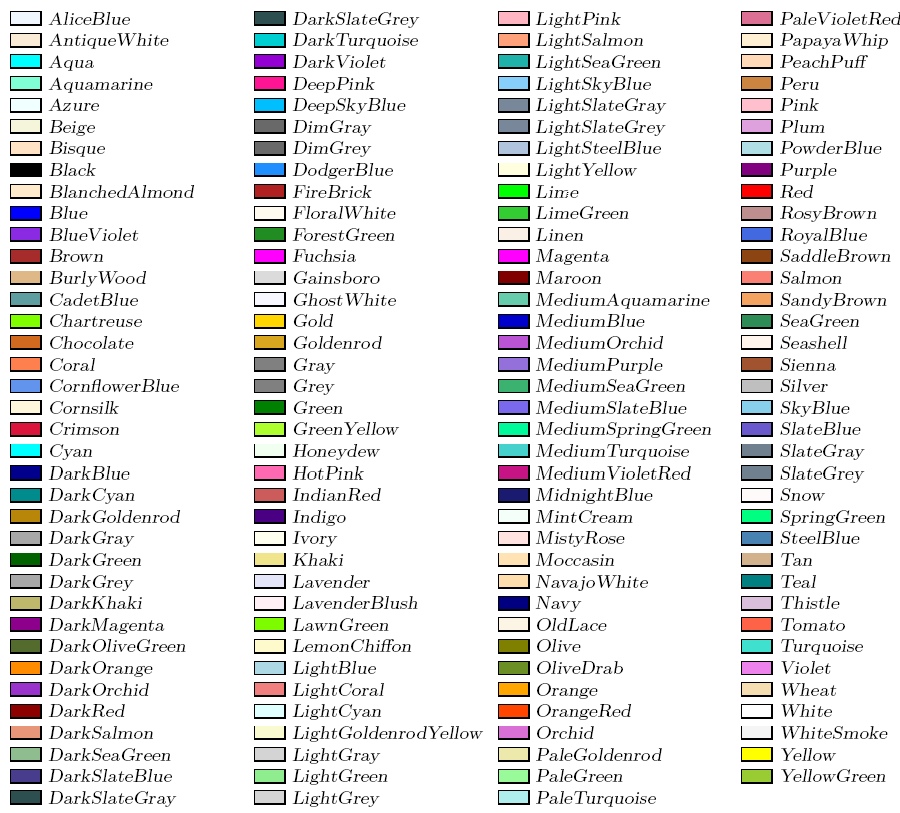 AliceBlue
AntiqueWhite
Aqua
Aquamarine
Azure
Beige
Bisque
Black
BlanchedAlmond
Blue
BlueViolet
Brown
BurlyWood
CadetBlue
Chartreuse
Chocolate
Coral
CornflowerBlue
Cornsilk
Crimson
Cyan
DarkBlue
DarkCyan
DarkGoldenrod
DarkGray
DarkGreen
DarkGrey
DarkKhaki
DarkMagenta
DarkOliveGreen
DarkOrange
DarkOrchid
DarkRed
DarkSalmon
DarkSeaGreen
DarkSlateBlue
DarkSlateGray
DarkSlateGrey
DarkTurquoise
DarkViolet
DeepPink
DeepSkyBlue
DimGray
DimGrey
DodgerBlue
FireBrick
FloralWhite
ForestGreen
Fuchsia
Gainsboro
GhostWhite
Gold
Goldenrod
Gray
Grey
Green
GreenYellow
Honeydew
HotPink
IndianRed
Indigo
Ivory
Khaki
Lavender
LavenderBlush
LawnGreen
LemonChiffon
LightBlue
LightCoral
LightCyan
LightGoldenrodYellow
LightGray
LightGreen
LightGrey
LightPink
LightSalmon
LightSeaGreen
LightSkyBlue
LightSlateGray
LightSlateGrey
LightSteelBlue
LightYellow
Lime
LimeGreen
Linen
Magenta
Maroon
MediumAquamarine
MediumBlue
MediumOrchid
MediumPurple
MediumSeaGreen
MediumSlateBlue
MediumSpringGreen
MediumTurquoise
MediumVioletRed
MidnightBlue
MintCream
MistyRose
Moccasin
NavajoWhite
Navy
OldLace
Olive
OliveDrab
Orange
OrangeRed
Orchid
PaleGoldenrod
PaleGreen
PaleTurquoise
PaleVioletRed
PapayaWhip
PeachPuff
Peru
Pink
Plum
PowderBlue
Purple
Red
RosyBrown
RoyalBlue
SaddleBrown
Salmon
SandyBrown
SeaGreen
Seashell
Sienna
Silver
SkyBlue
SlateBlue
SlateGray
SlateGrey
Snow
SpringGreen
SteelBlue
Tan
Teal
Thistle
Tomato
Turquoise
Violet
Wheat
White
WhiteSmoke
Yellow
YellowGreen